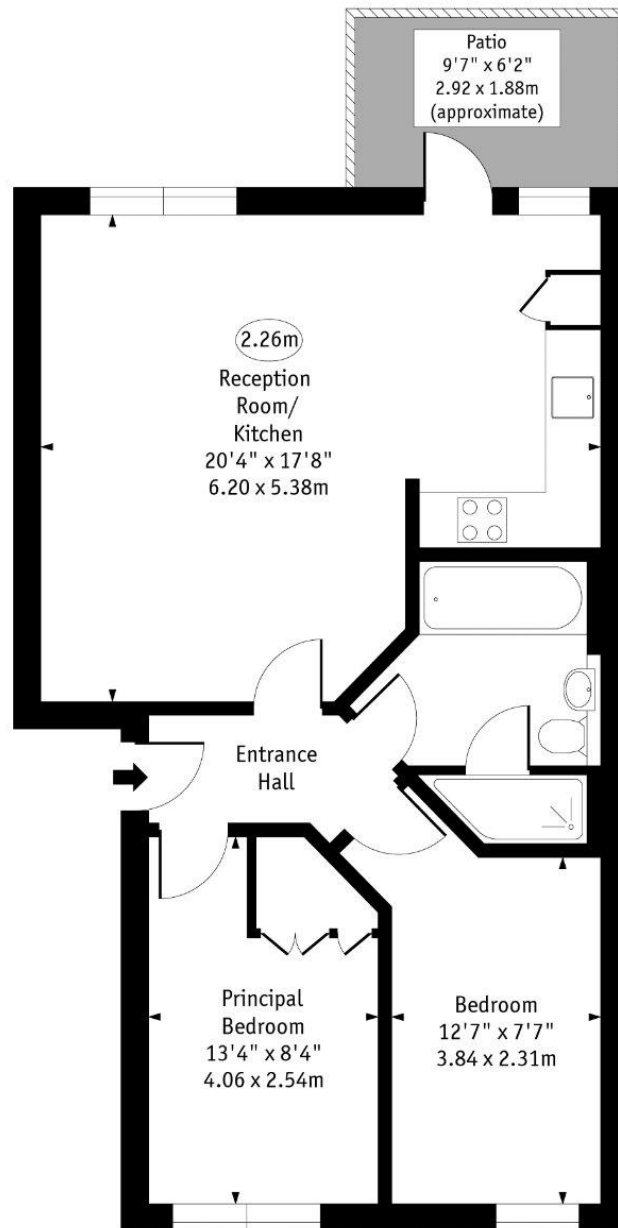 Patio
9'7" x 6'2"
2.92 x 1.88m
(approximate)
2.26m
Reception
Room/
Kitchen
20'4" x 17'8"
6.20 x 5.38m
Entrance
Hall
Principal
Bedroom
13'4" x 8'4"
4.06 x 2.54m
Bedroom
12'7" x 7'7"
3.84 x 2.31m